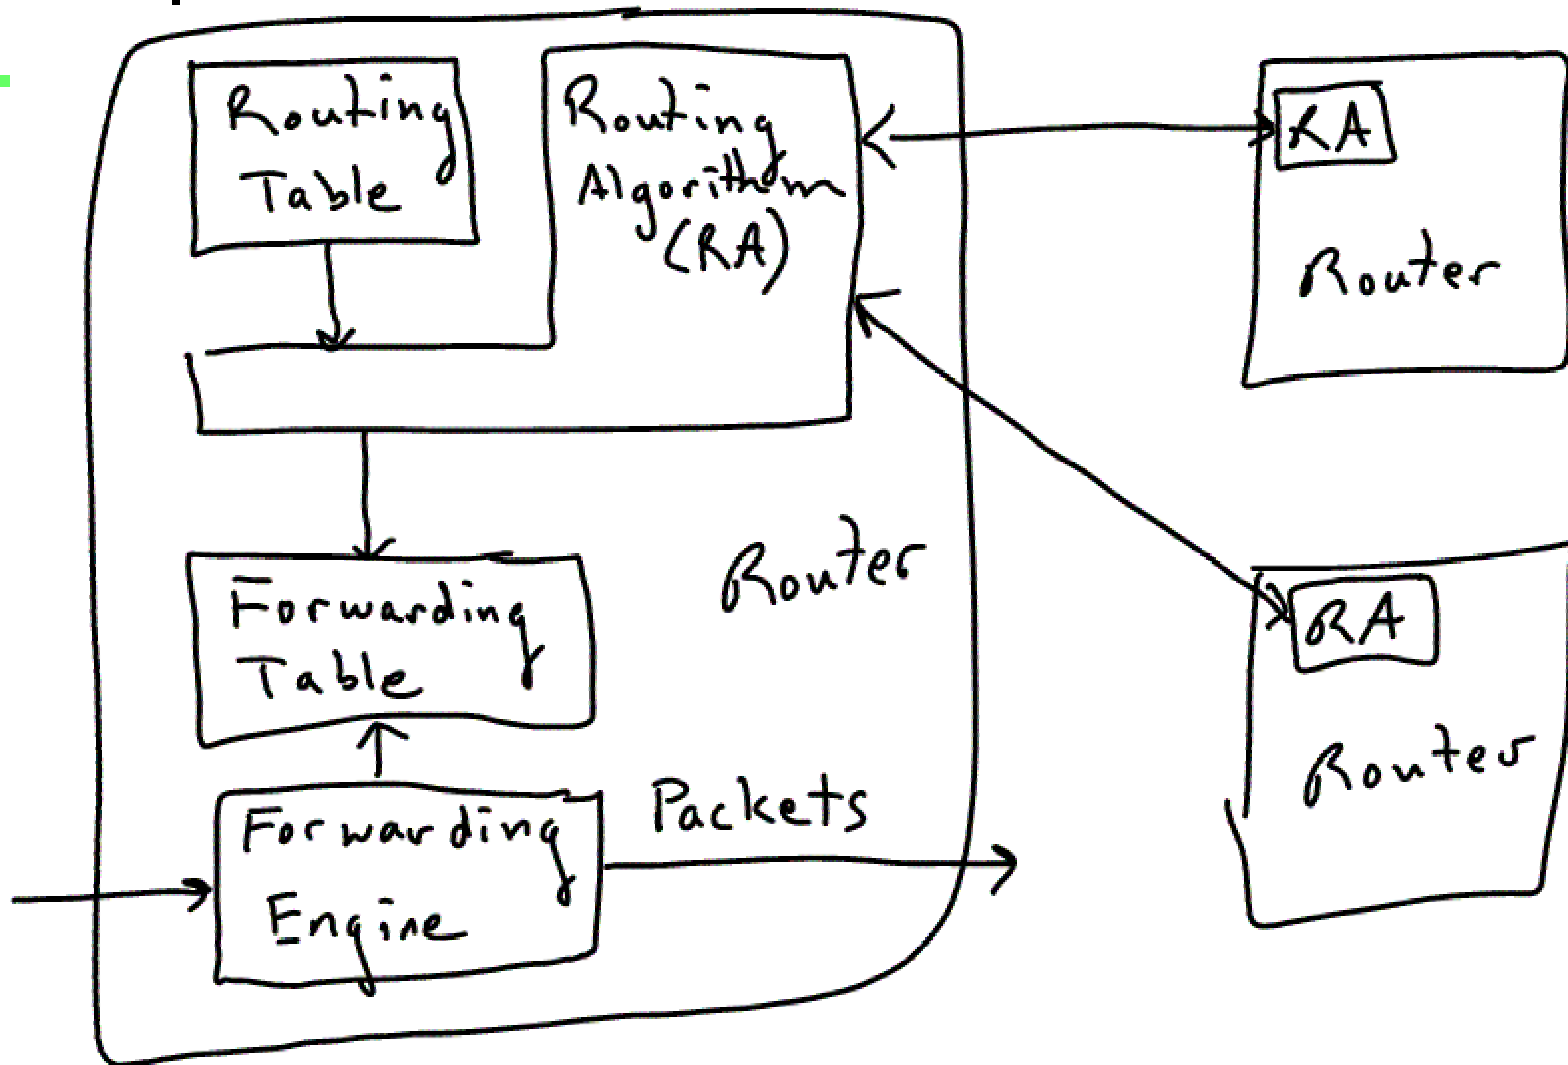 Routing
Table
Routing
Algorithm
(RA)
RA
Router
Router
Forwarding
Table
RA
Router
Packets
Forwarding
Engine